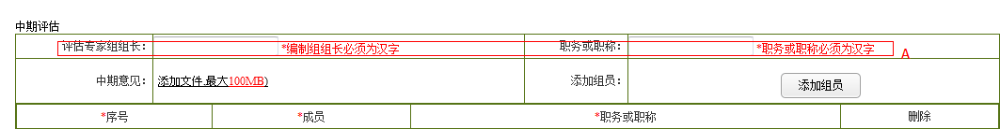 中期评估
评估专家组组长： *编制组组长必须为汉字 职务或职称： *职务或职称必须为汉字 A
中期意见： 添加文件,最大100MB) 添加组员： 添加组员
*序号 *成员 *职务或职称 删除